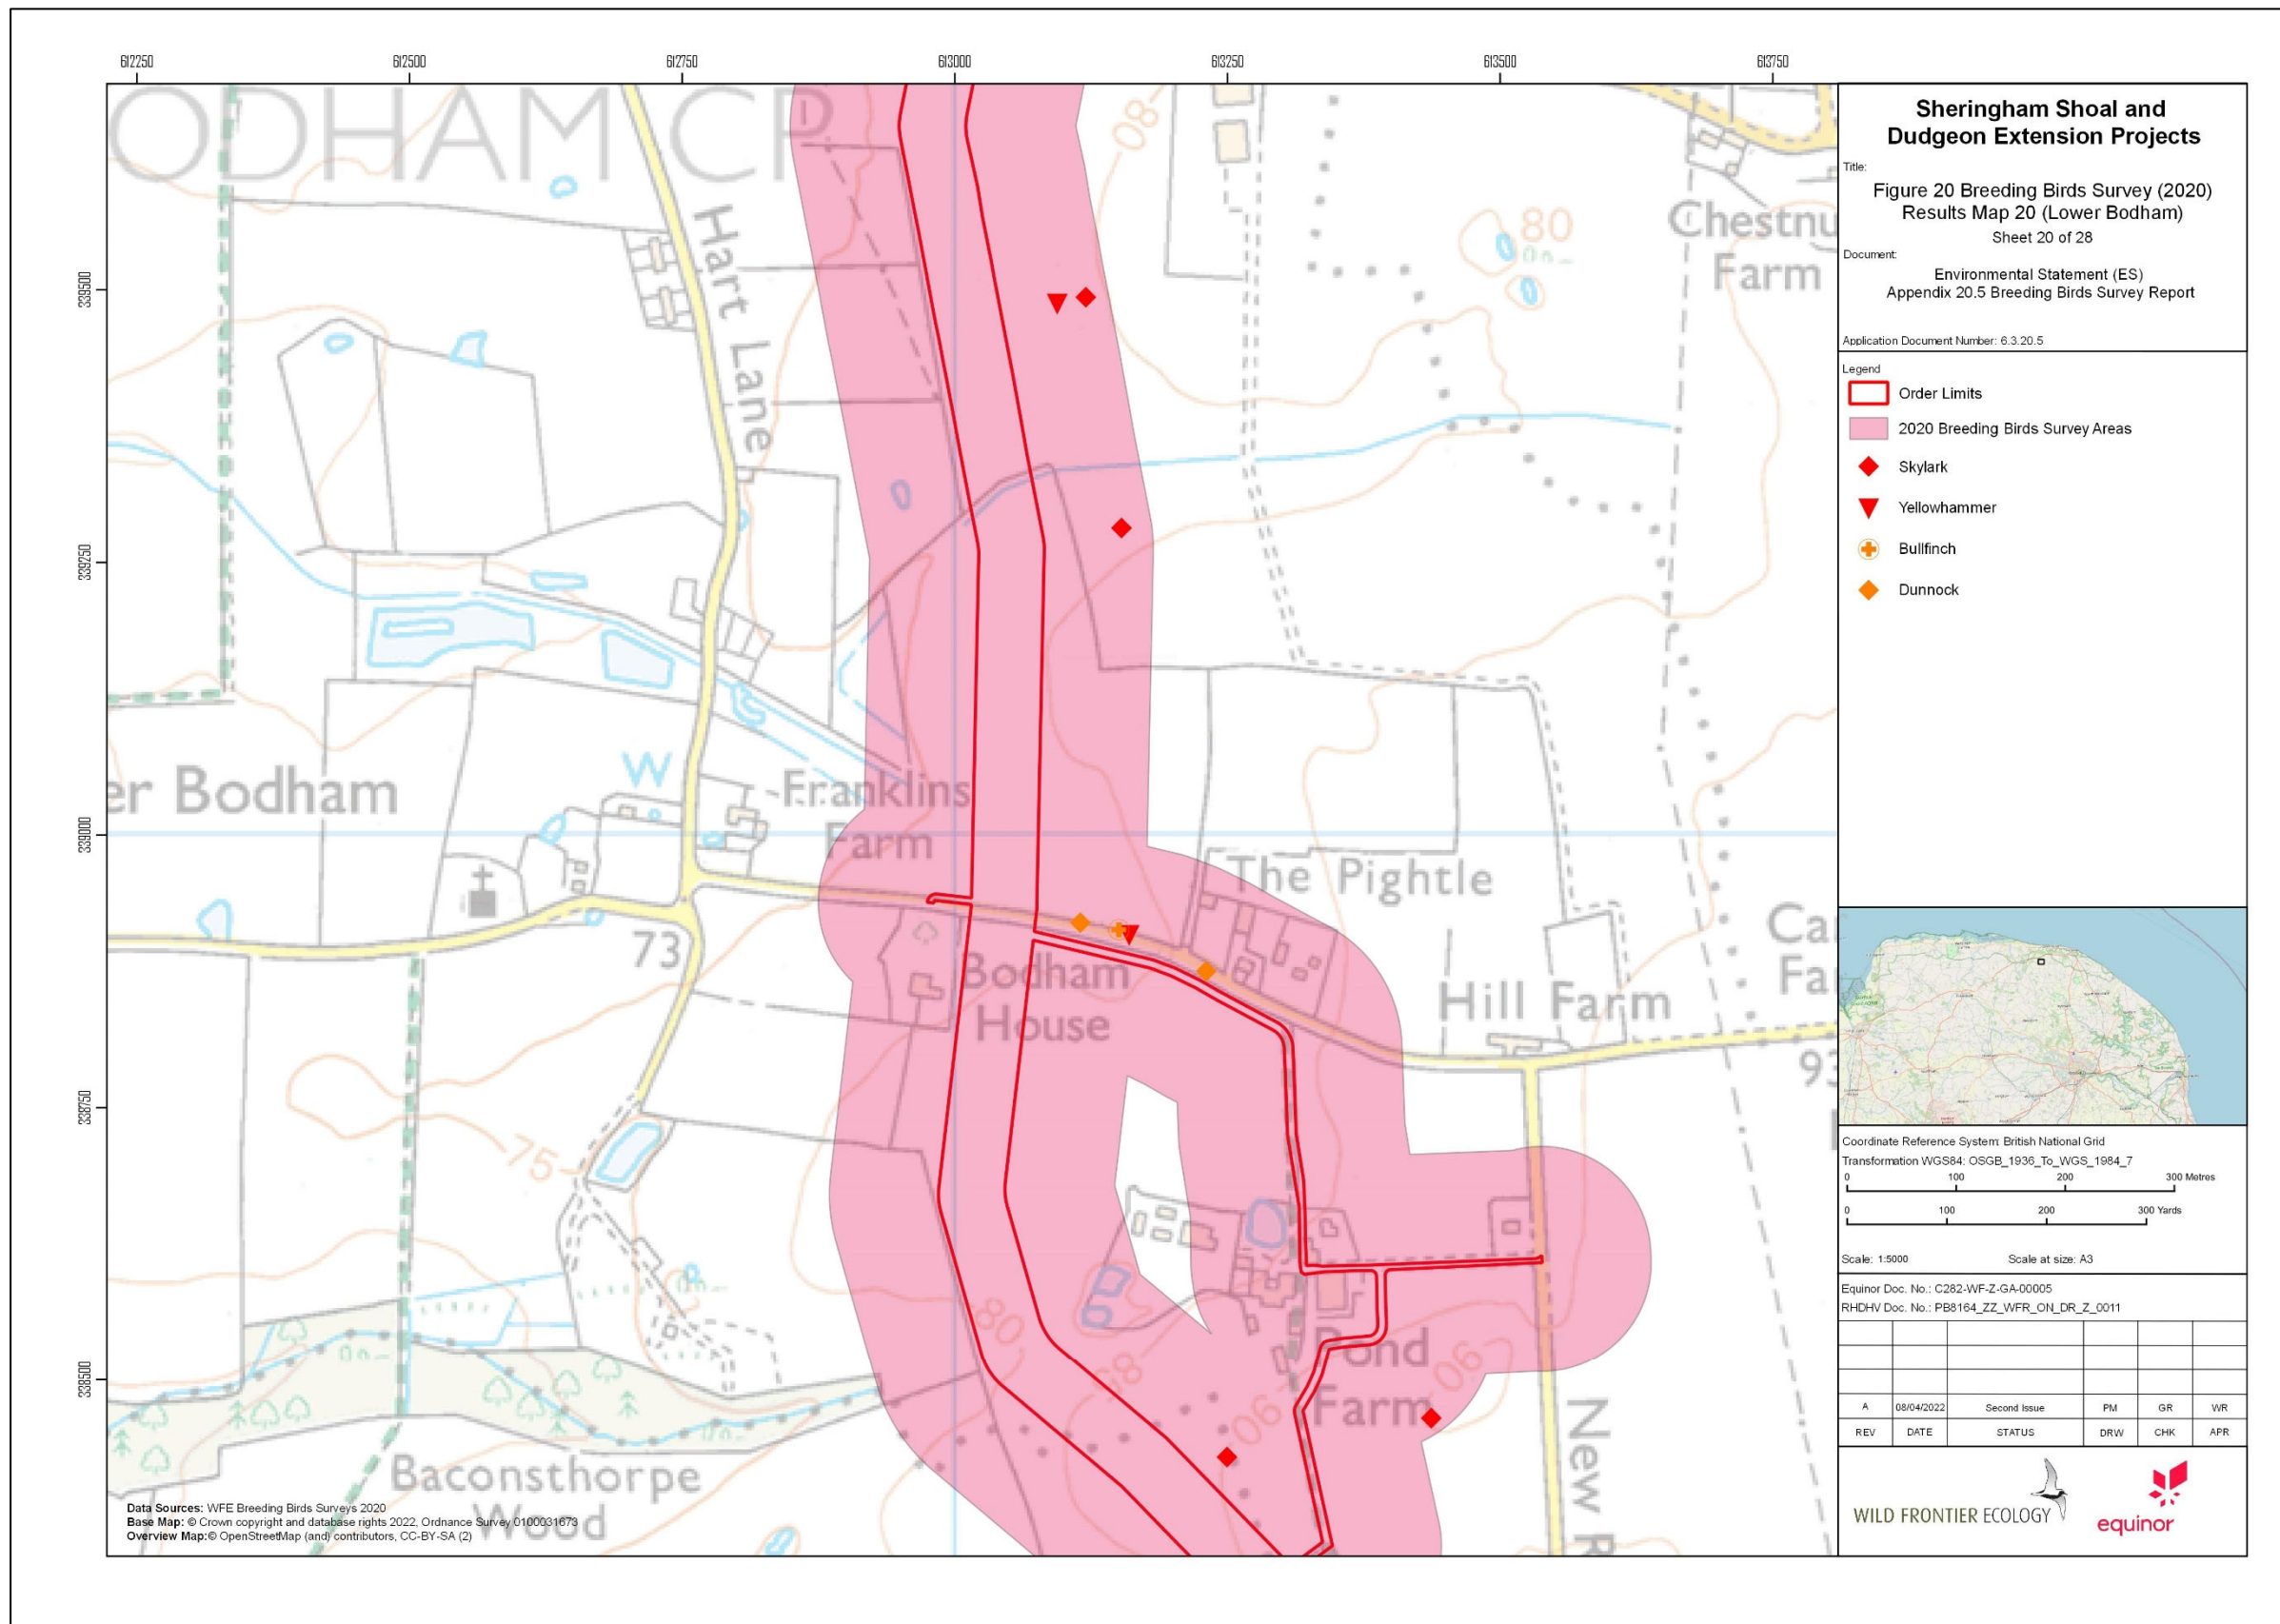 612250 612500 612750 613000 613250 613500 613750
339500
339250
339000
338750
338500
ODHAM CP
Hart Lane
80
80
Chestnu
Farm
er Bodham
W
Franklins
Farm
The Pightle
73
Bodham
House
Hill Farm
Ca
Fa
93
75
80
85
90
90
Pond
Farm
New R
Baconsthorpe
Wood
Data Sources: WFE Breeding Birds Surveys 2020
Base Map: © Crown copyright and database rights 2022, Ordnance Survey 0100031673
Overview Map:© OpenStreetMap (and) contributors, CC-BY-SA (2)
Sheringham Shoal and
Dudgeon Extension Projects
Title:
Figure 20 Breeding Birds Survey (2020)
Results Map 20 (Lower Bodham)
Sheet 20 of 28
Document:
Environmental Statement (ES)
Appendix 20.5 Breeding Birds Survey Report
Application Document Number: 6.3.20.5
Legend
Order Limits
2020 Breeding Birds Survey Areas
Skylark
Yellowhammer
Bullfinch
Dunnock
Coordinate Reference System: British National Grid
Transformation WGS84: OSGB_1936_To_WGS_1984_7
0 100 200 300 Metres
0 100 200 300 Yards
Scale: 1:5000 Scale at size: A3
Equinor Doc. No.: C282-WF-Z-GA-00005
RHDHV Doc. No.: PB8164_ZZ_WFR_ON_DR_Z_0011
A 08/04/2022 Second Issue PM GR WR
REV DATE STATUS DRW CHK APR
WILD FRONTIER ECOLOGY
equinor